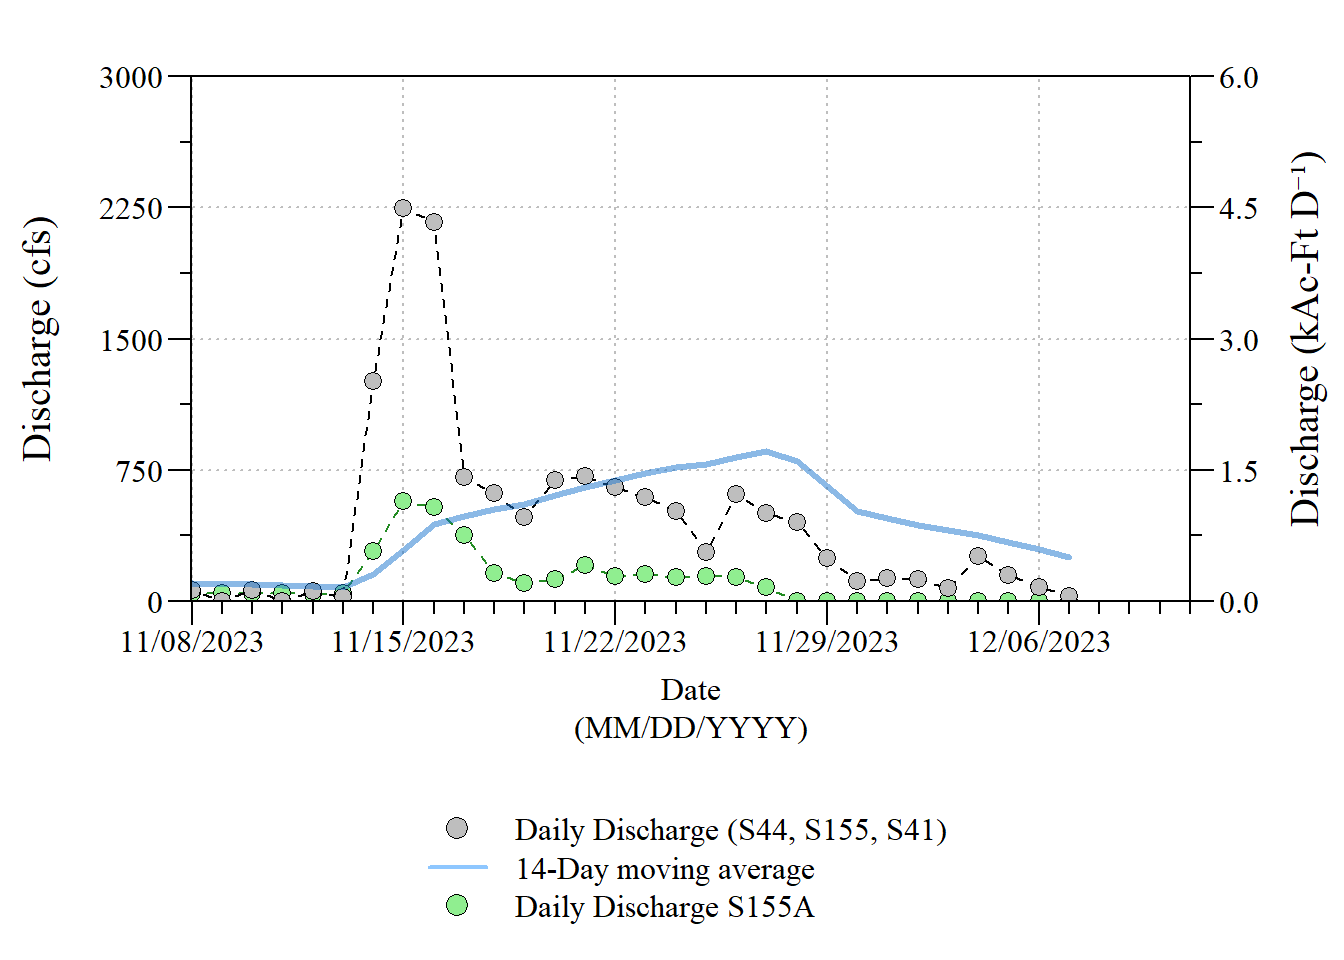 3000
2250
1500
750
0
Discharge (cfs)
6.0
4.5
3.0
1.5
0.0
Discharge (kAc-Ft D⁻¹)
11/08/2023 11/15/2023 11/22/2023 11/29/2023 12/06/2023
Date
(MM/DD/YYYY)
Daily Discharge (S44, S155, S41)
14-Day moving average
Daily Discharge S155A